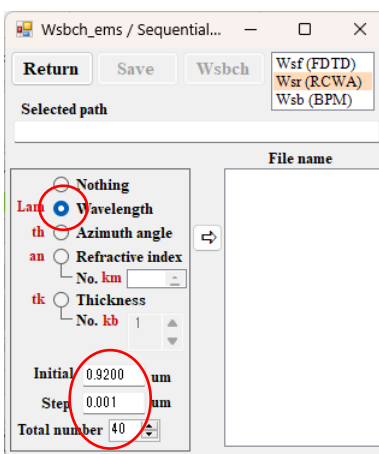 Wsbch_ems / Sequential...
Return Save Wsbch
Wsf (FDTD)
Wsr (RCWA)
Wsb (BPM)
Selected path
File name
Nothing
Lam Wavelength
th Azimuth angle
an Refractive index
No. km
tk Thickness
No. kb 1
Initial 0.9200 um
Step 0.001 um
Total number 40